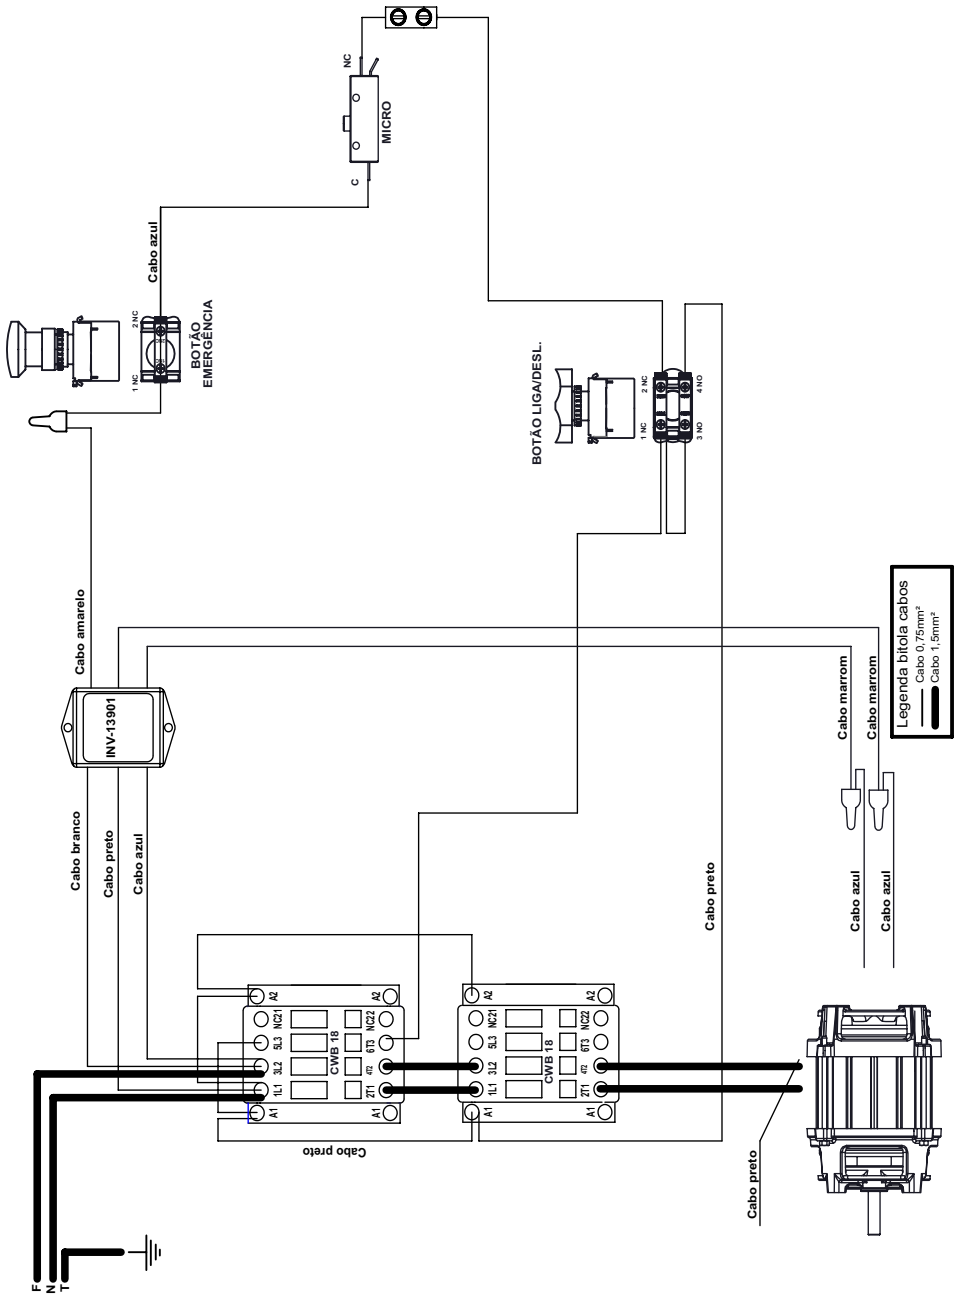 F
N
T
Cabo branco
Cabo preto
Cabo azul
INV-13901
Cabo amarelo
1 NC
2 NC
BOTÃO
EMERGÊNCIA
Cabo azul
C
MICRO
NC
BOTÃO LIGA/DESL.
1 NC
2 NC
3 NO
4 NO
A1
1L1
3L2
5L3
NC21
A2
CWB 18
A1
2T1
4T2
6T3
NC22
A2
Cabo preto
A1
1L1
3L2
5L3
NC21
A2
CWB 18
A1
2T1
4T2
6T3
NC22
A2
Cabo preto
Cabo preto
Cabo azul
Cabo azul
Cabo marrom
Cabo marrom
Legenda bitola cabos
Cabo 0,75mm²
Cabo 1,5mm²